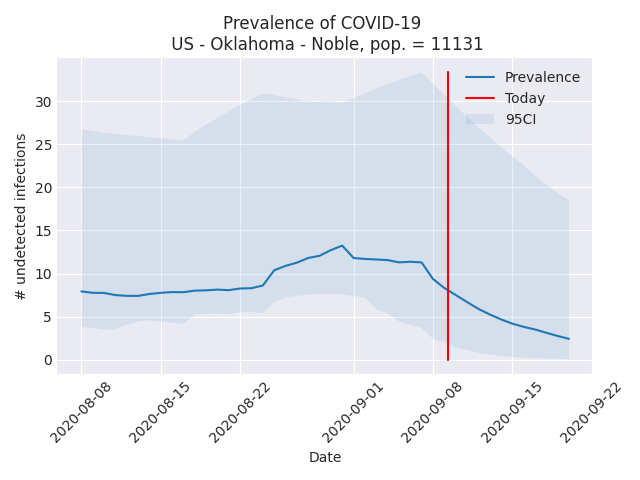 Prevalence of COVID-19
US - Oklahoma - Noble, pop. = 11131
Prevalence
Today
95CI
# undetected infections
30
25
20
15
10
5
0
2020-08-08
2020-08-15
2020-08-22
2020-09-01
2020-09-08
2020-09-15
2020-09-22
Date